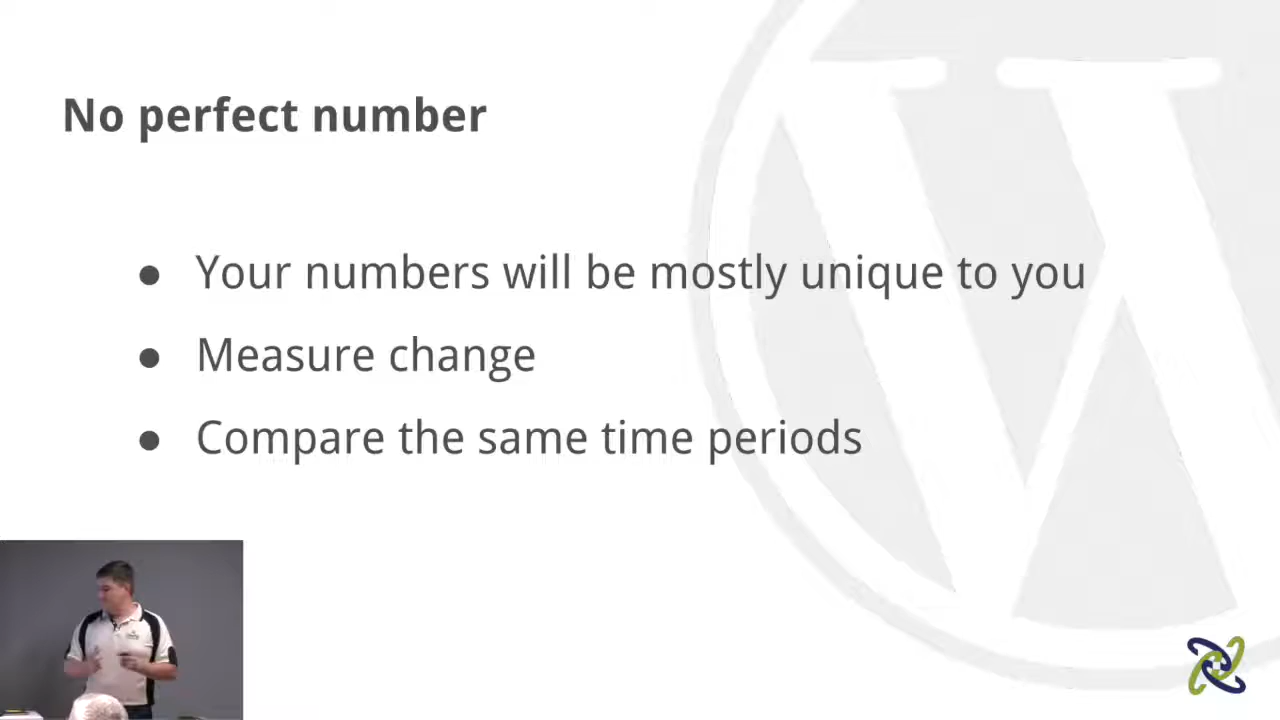 No perfect number
● Your numbers will be mostly unique to you
● Measure change
● Compare the same time periods